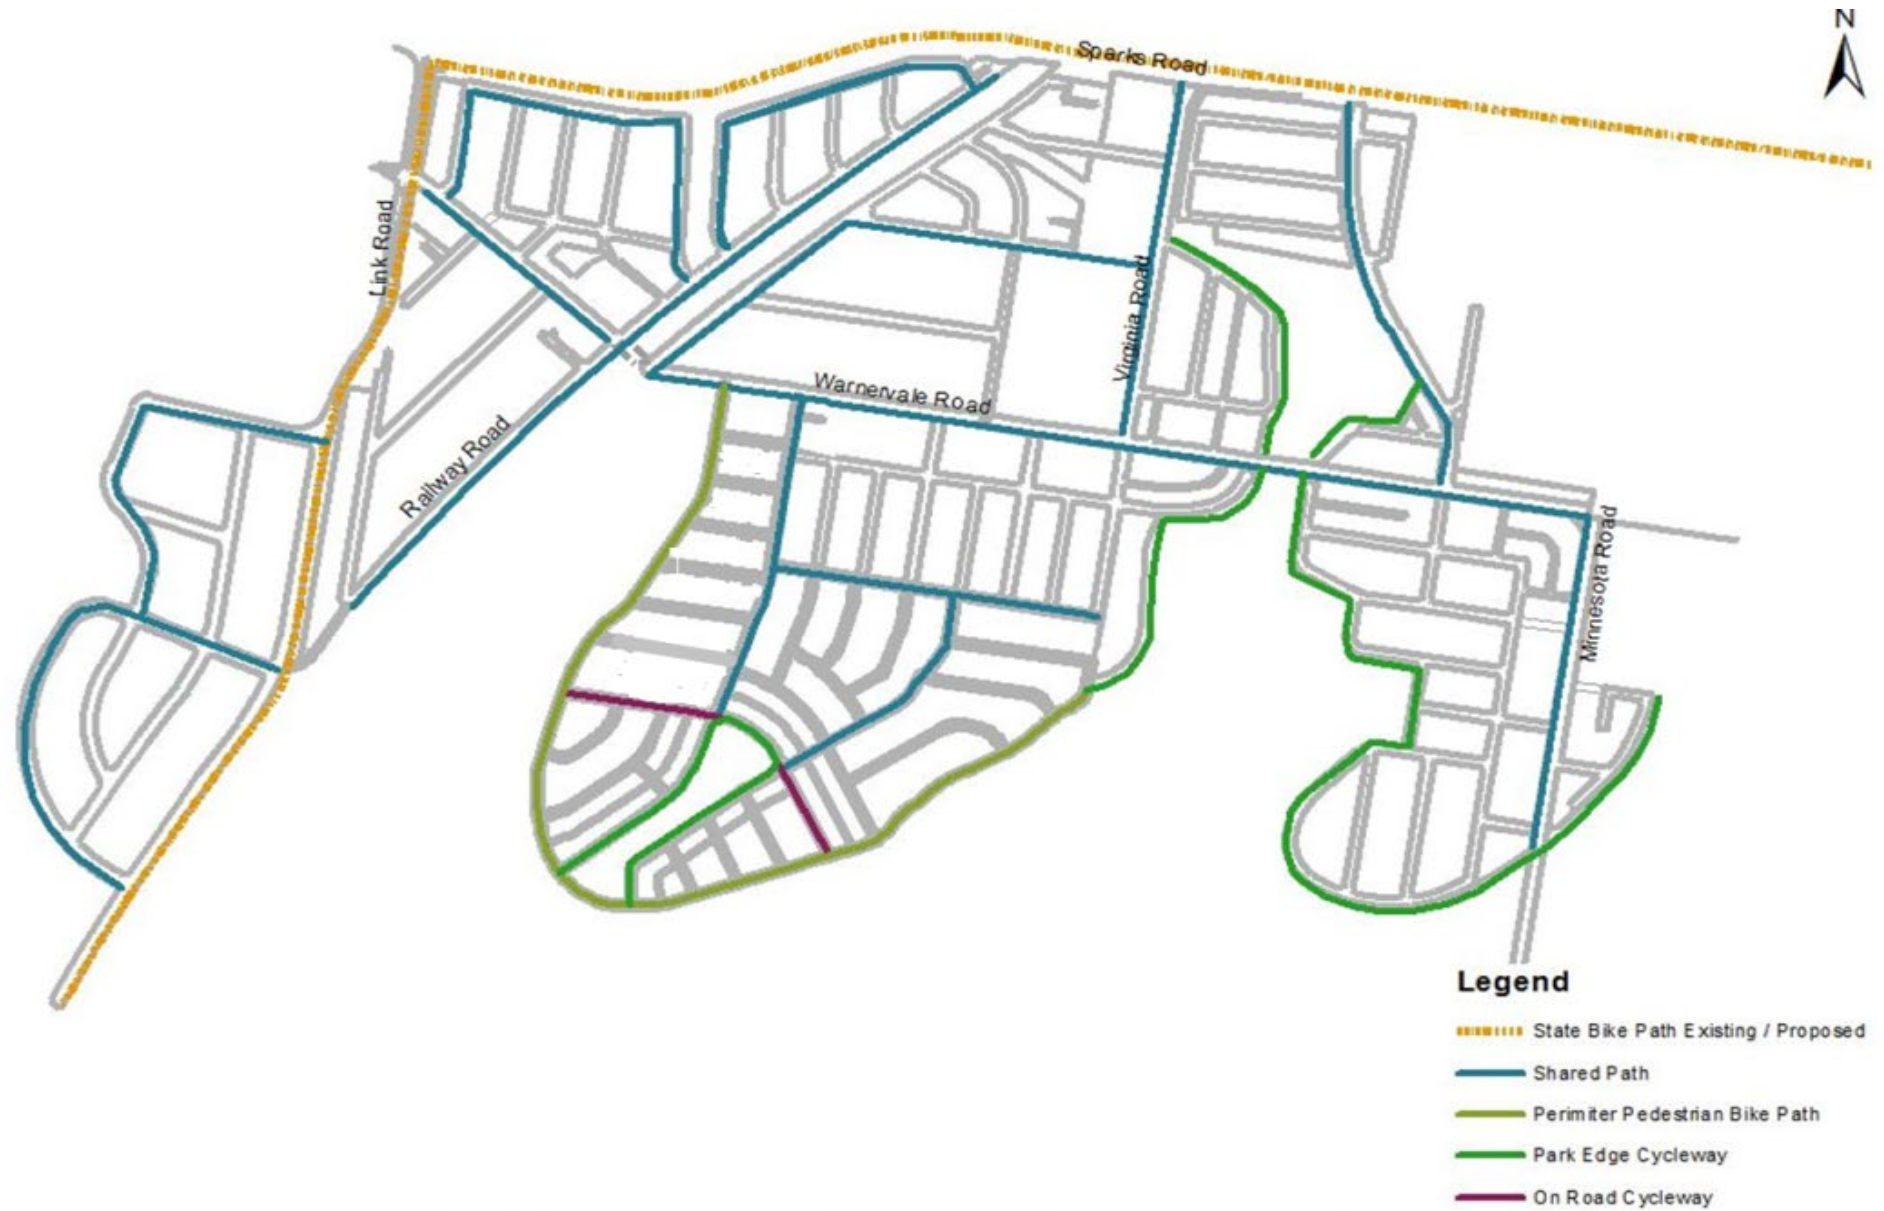 N
Sparks Road
Link Road
Virginia Road
Warnervale Road
Railway Road
Minnesota Road
Legend
State Bike Path Existing / Proposed
Shared Path
Perimiter Pedestrian Bike Path
Park Edge Cycleway
On Road Cycleway